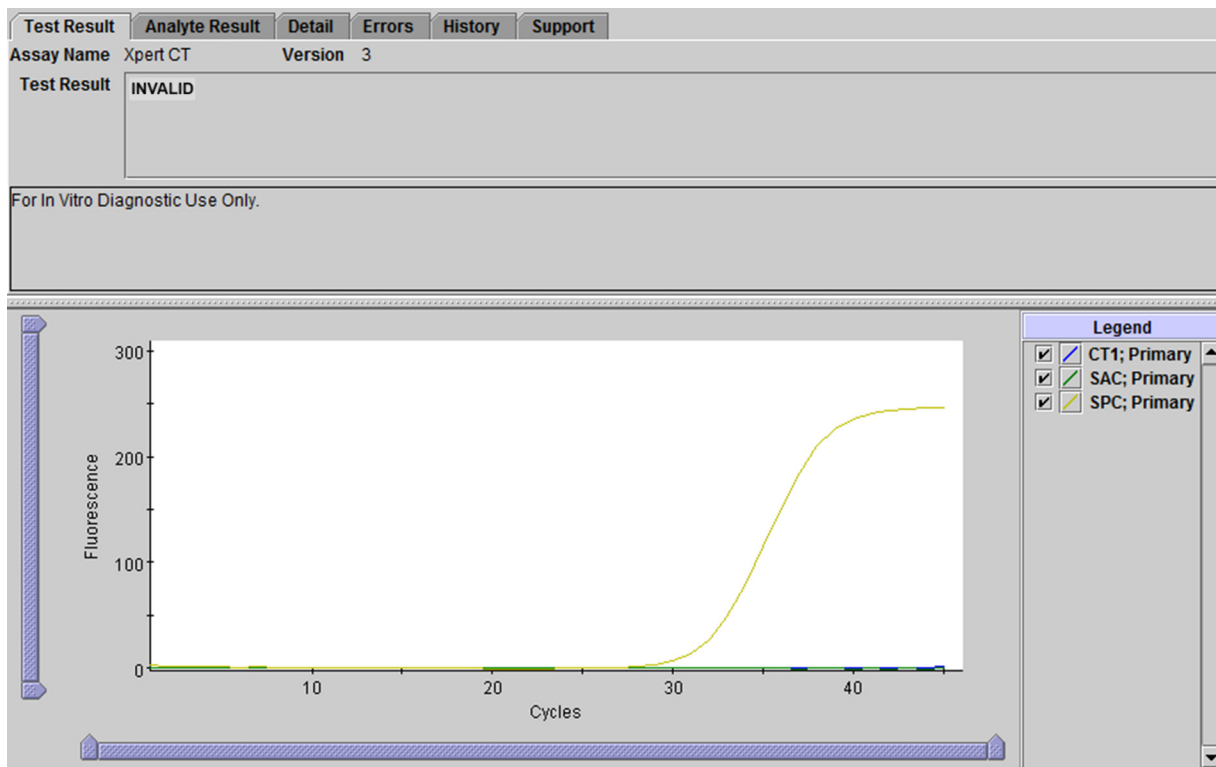 Test Result Analyte Result Detail Errors History Support
Assay Name Xpert CT Version 3
Test Result INVALID
For In Vitro Diagnostic Use Only.
Legend
CT1; Primary
SAC; Primary
SPC; Primary
300
200
100
0
Fluorescence
10 20 30 40
Cycles